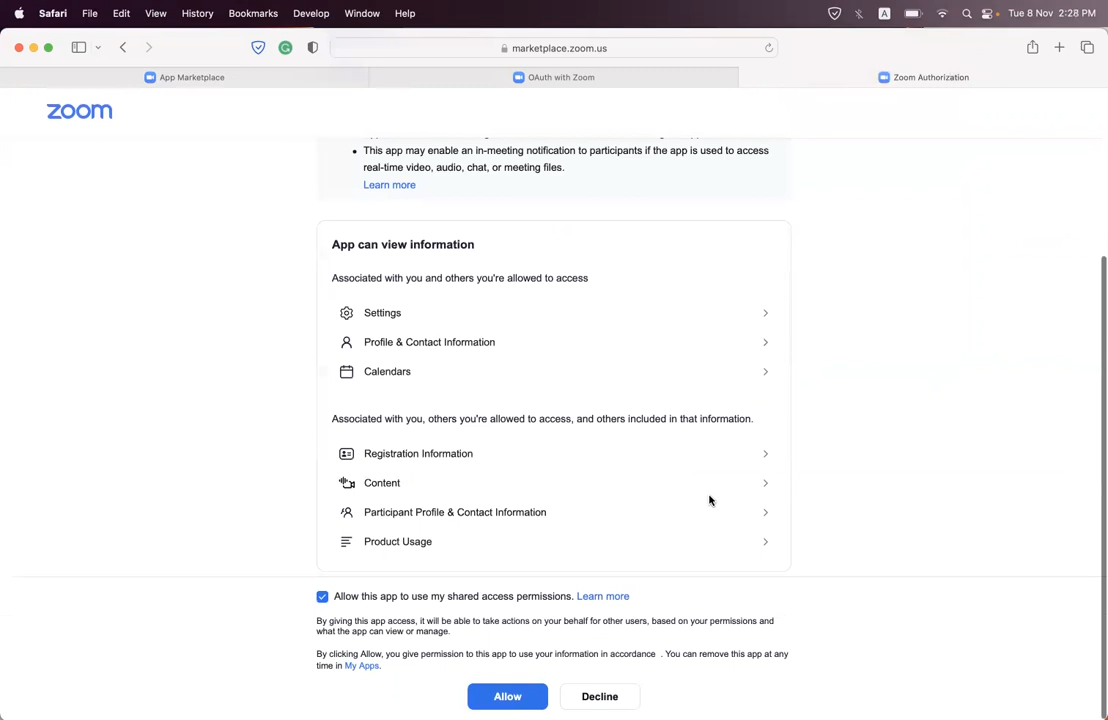 Safari File Edit View History Bookmarks Develop Window Help A Tue 8 Nov 2:28 PM
marketplace.zoom.us
App Marketplace OAuth with Zoom Zoom Authorization
zoom
• This app may enable an in-meeting notification to participants if the app is used to access
real-time video, audio, chat, or meeting files.
Learn more
App can view information
Associated with you and others you're allowed to access
Settings
Profile & Contact Information
Calendars
Associated with you, others you're allowed to access, and others included in that information.
Registration Information
Content
Participant Profile & Contact Information
Product Usage
Allow this app to use my shared access permissions. Learn more
By giving this app access, it will be able to take actions on your behalf for other users, based on your permissions and
what the app can view or manage.
By clicking Allow, you give permission to this app to use your information in accordance . You can remove this app at any
time in My Apps.
Allow Decline